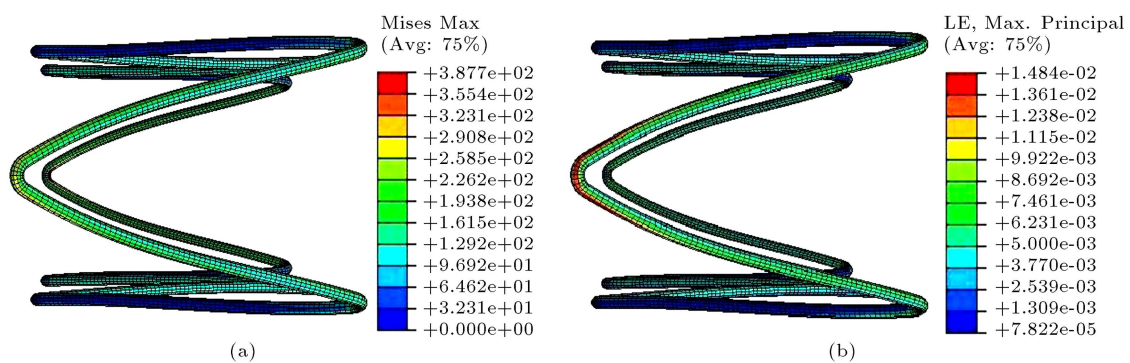 Mises Max
(Avg: 75%)
+3.877e+02
+3.554e+02
+3.231e+02
+2.908e+02
+2.585e+02
+2.262e+02
+1.938e+02
+1.615e+02
+1.292e+02
+9.692e+01
+6.462e+01
+3.231e+01
+0.000e+00
(a)
LE, Max. Principal
(Avg: 75%)
+1.484e-02
+1.361e-02
+1.238e-02
+1.115e-02
+9.922e-03
+8.692e-03
+7.461e-03
+6.231e-03
+5.000e-03
+3.770e-03
+2.539e-03
+1.309e-03
+7.822e-05
(b)